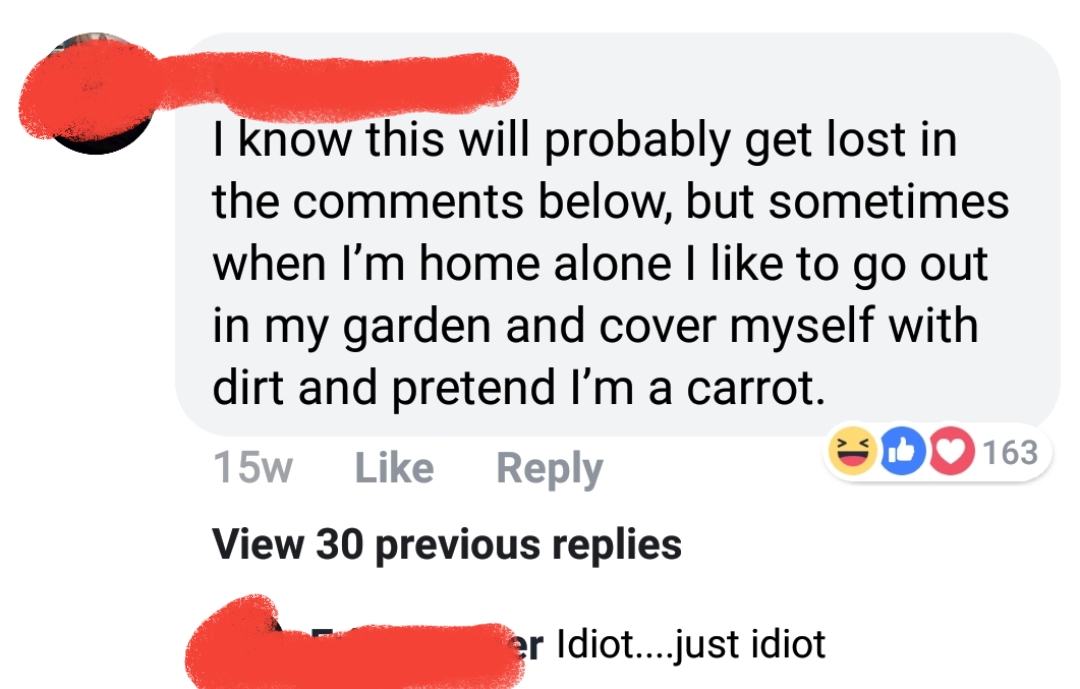 I know this will probably get lost in
the comments below, but sometimes
when I’m home alone I like to go out
in my garden and cover myself with
dirt and pretend I’m a carrot.
163
15w Like Reply
View 30 previous replies
Idiot....just idiot